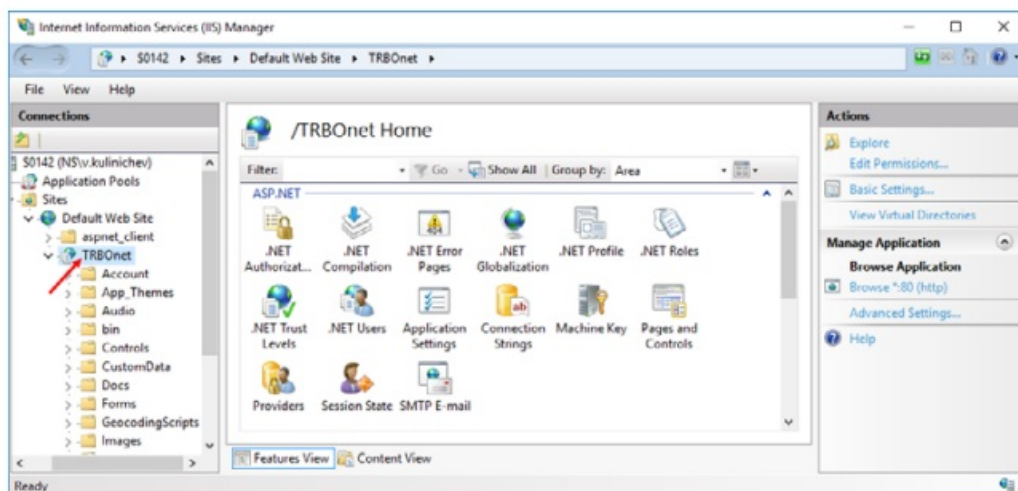 Internet Information Services (IIS) Manager
S0142 Sites Default Web Site TRBOnet
File View Help
Connections
S0142 (NS\v.kulinichev)
Application Pools
Sites
Default Web Site
aspnet_client
TRBOnet
Account
App_Themes
Audio
bin
Controls
CustomData
Docs
Forms
GeocodingScripts
Images
/TRBOnet Home
Filter: Go Show All Group by: Area
ASP.NET
.NET Authorizat...
.NET Compilation
.NET Error Pages
.NET Globalization
.NET Profile
.NET Roles
.NET Trust Levels
.NET Users
Application Settings
Connection Strings
Machine Key
Pages and Controls
Providers
Session State
SMTP E-mail
Features View Content View
Actions
Explore
Edit Permissions...
Basic Settings...
View Virtual Directories
Manage Application
Browse Application
Browse *:80 (http)
Advanced Settings...
Help
Ready